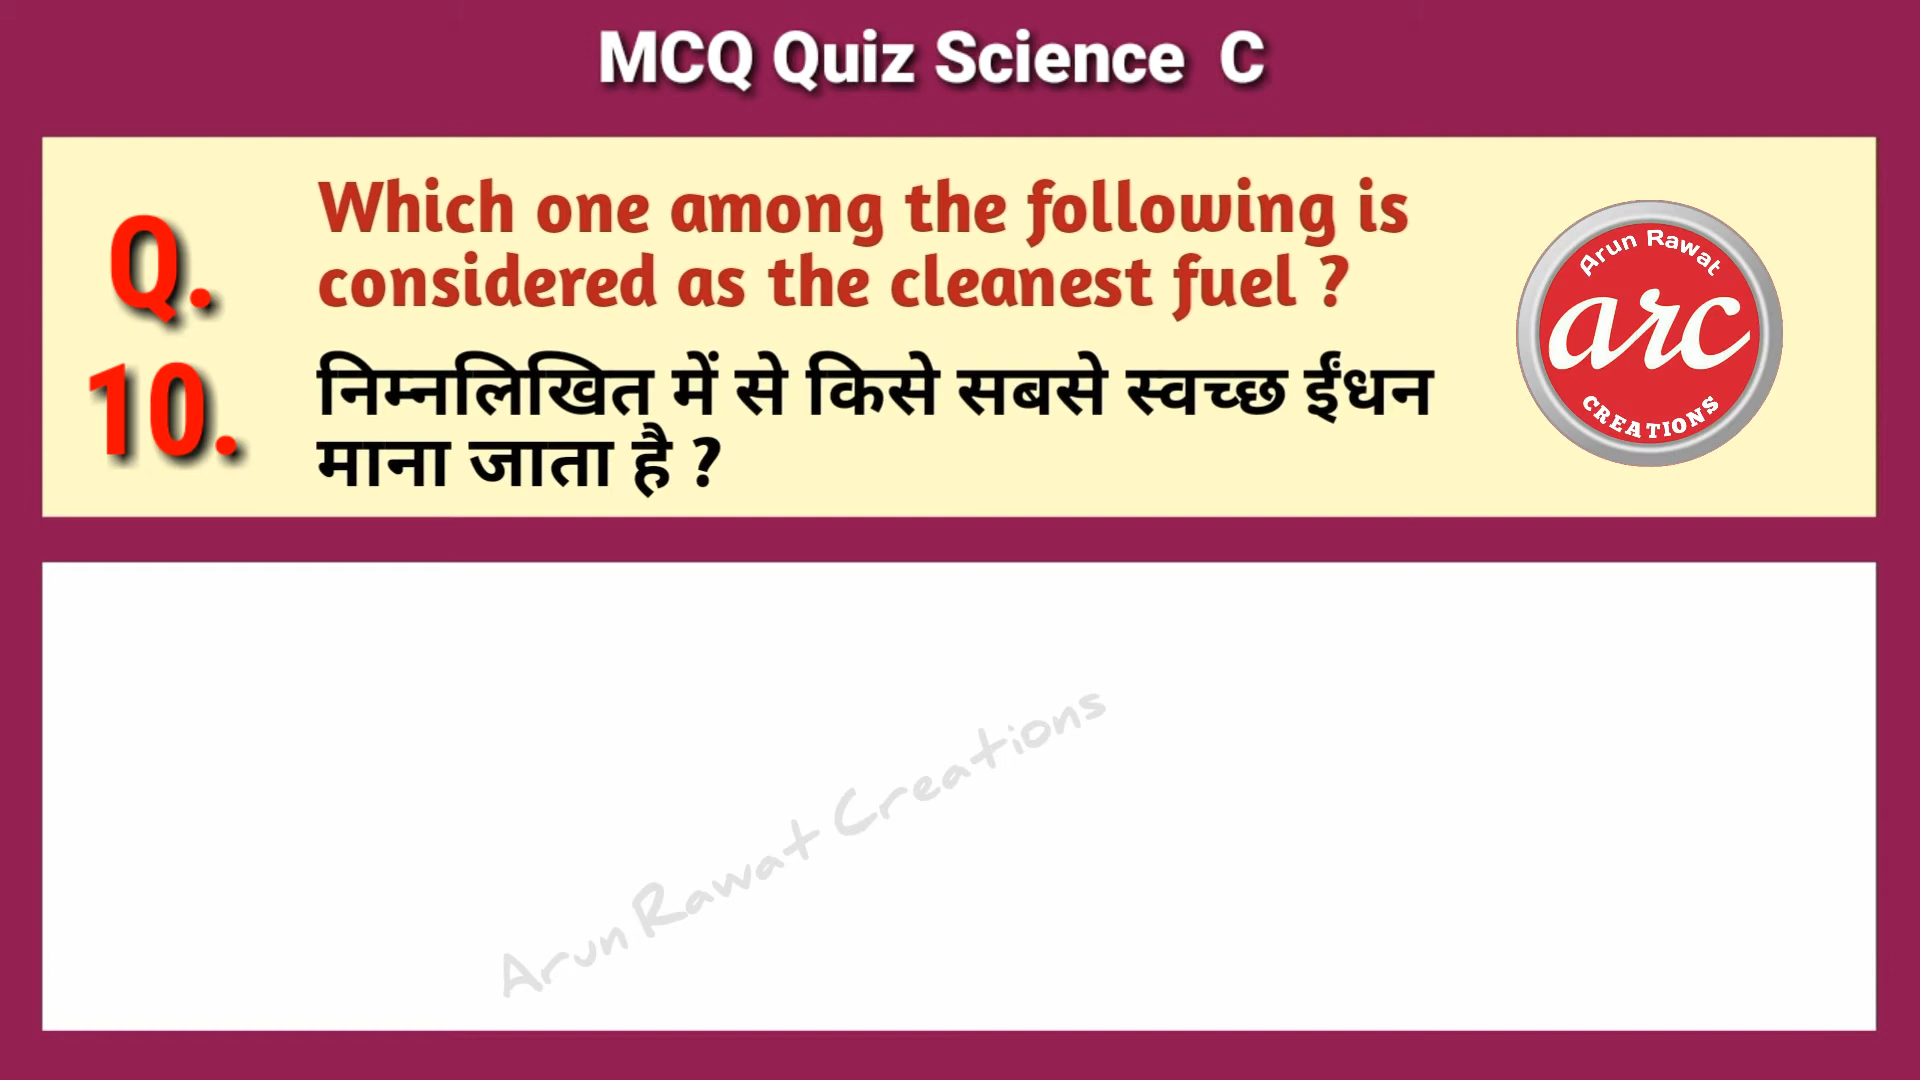 MCQ Quiz Science C
Q.
10.
Which one among the following is
considered as the cleanest fuel ?
निम्नलिखित में से किसे सबसे स्वच्छ ईंधन
माना जाता है ?
Arun Rawat
arc
CREATIONS
Arun Rawat Creations